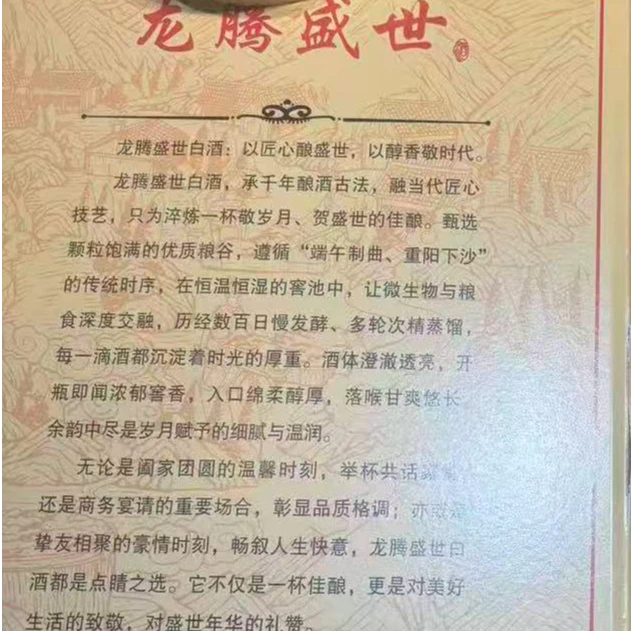 龙腾盛世
龙腾盛世白酒：以匠心酿盛世，以醇香敬时代。
龙腾盛世白酒，承千年酿酒古法，融当代匠心
技艺，只为淬炼一杯敬岁月、贺盛世的佳酿。甄选
颗粒饱满的优质粮谷，遵循“端午制曲、重阳下沙”
的传统时序，在恒温恒湿的窖池中，让微生物与粮
食深度交融，历经数百日慢发酵、多轮次精蒸馏，
每一滴酒都沉淀着时光的厚重。酒体澄澈透亮，开
瓶即闻浓郁窖香，入口绵柔醇厚，落喉甘爽悠长
余韵中尽是岁月赋予的细腻与温润。
无论是阖家团圆的温馨时刻，举杯共话
还是商务宴请的重要场合，彰显品质格调；亦或是
挚友相聚的豪情时刻，畅叙人生快意，龙腾盛世白
酒都是点睛之选。它不仅是一杯佳酿，更是对美好
生活的致敬，对盛世年华的礼赞。